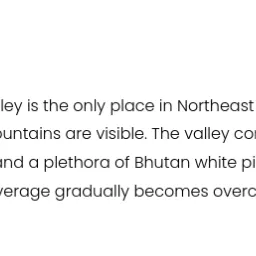 ley is the only place in Northeast
ountains are visible. The valley co
and a plethora of Bhutan white pi
verage gradually becomes overc